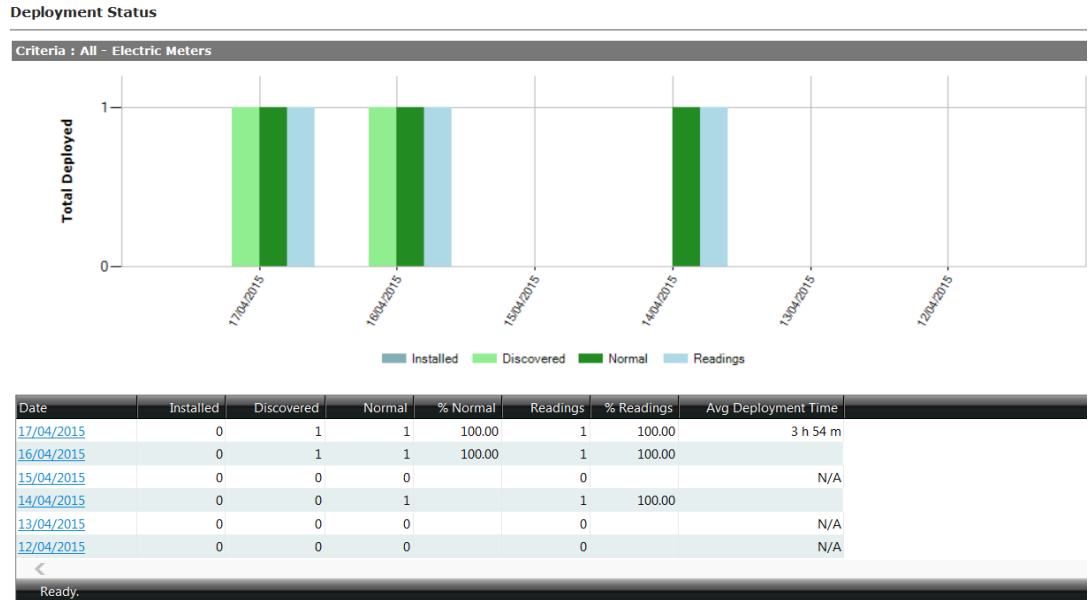 Deployment Status
Criteria : All - Electric Meters
Total Deployed
1
0
17/04/2015 16/04/2015 15/04/2015 14/04/2015 13/04/2015 12/04/2015
Installed Discovered Normal Readings
Date Installed Discovered Normal % Normal Readings % Readings Avg Deployment Time
17/04/2015 0 1 1 100.00 1 100.00 3 h 54 m
16/04/2015 0 1 1 100.00 1 100.00
15/04/2015 0 0 0 0 N/A
14/04/2015 0 0 1 1 100.00
13/04/2015 0 0 0 0 N/A
12/04/2015 0 0 0 0 N/A
Ready.